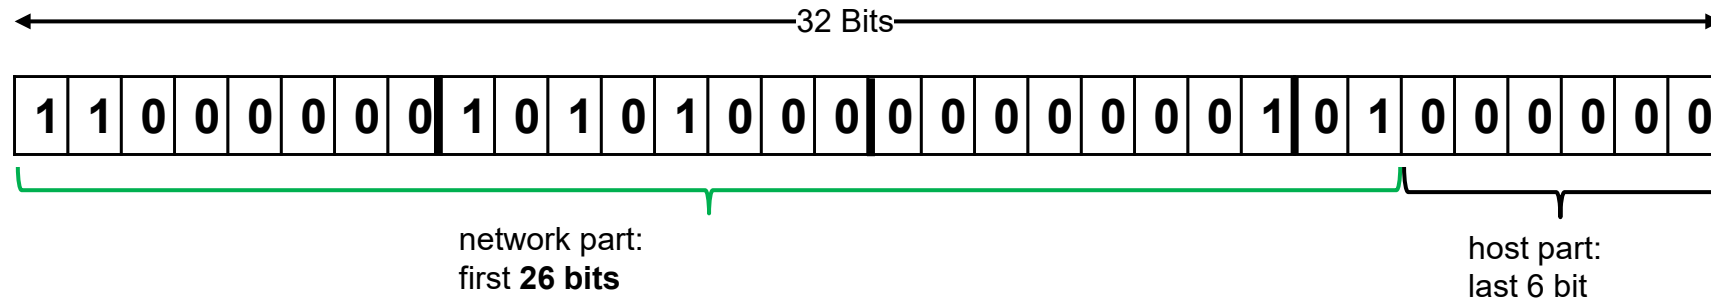 32 Bits
1 1 0 0 0 0 0 0 1 0 1 0 1 0 0 0 0 0 0 0 0 0 0 1 0 1 0 0 0 0 0 0
network part:
first 26 bits
host part:
last 6 bit